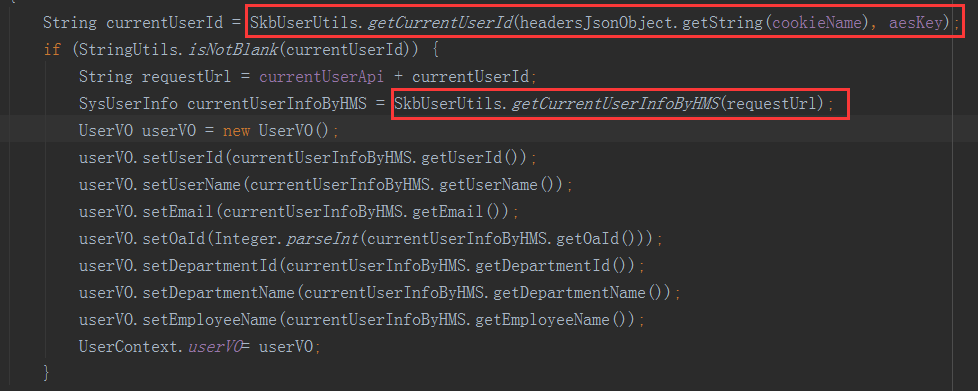 String currentUserId = SkbUserUtils.getCurrentUserId(headersJsonObject.getString(cookieName), aesKey);
if (StringUtils.isNotBlank(currentUserId)) {
String requestUrl = currentUserApi + currentUserId;
SysUserInfo currentUserInfoByHMS = SkbUserUtils.getCurrentUserInfoByHMS(requestUrl);
UserVO userVO = new UserVO();
userVO.setUserId(currentUserInfoByHMS.getUserId());
userVO.setUserName(currentUserInfoByHMS.getUserName());
userVO.setEmail(currentUserInfoByHMS.getEmail());
userVO.setOaId(Integer.parseInt(currentUserInfoByHMS.getOaId()));
userVO.setDepartmentId(currentUserInfoByHMS.getDepartmentId());
userVO.setDepartmentName(currentUserInfoByHMS.getDepartmentName());
userVO.setEmployeeName(currentUserInfoByHMS.getEmployeeName());
UserContext.userVO= userVO;
}